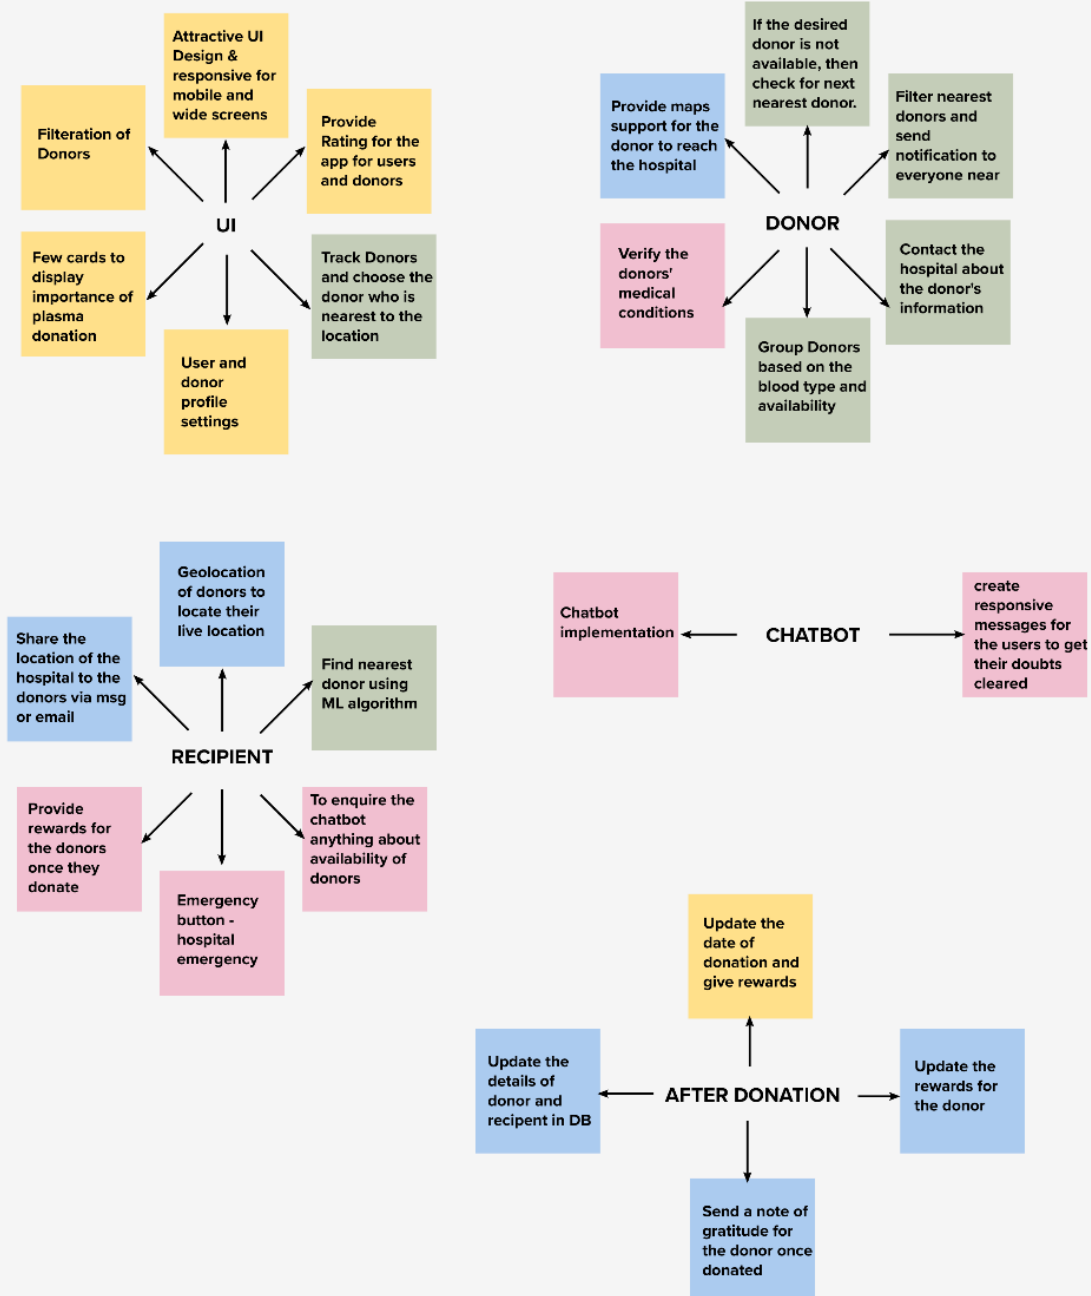 Attractive UI
Design &
responsive for
mobile and
wide screens
Filteration of
Donors
Provide
Rating for the
app for users
and donors
UI
Few cards to
display
importance of
plasma
donation
Track Donors
and choose the
donor who is
nearest to the
location
User and
donor
profile
settings
If the desired
donor is not
available, then
check for next
nearest donor.
Provide maps
support for the
donor to reach
the hospital
Filter nearest
donors and
send
notification to
everyone near
DONOR
Verify the
donors'
medical
conditions
Contact the
hospital about
the donor's
information
Group Donors
based on the
blood type and
availability
Geolocation
of donors to
locate their
live location
Share the
location of the
hospital to the
donors via msg
or email
Find nearest
donor using
ML algorithm
RECIPIENT
Provide
rewards for
the donors
once they
donate
To enquire the
chatbot
anything about
availability of
donors
Emergency
button -
hospital
emergency
Chatbot
implementation
CHATBOT
create
responsive
messages for
the users to get
their doubts
cleared
Update the
date of
donation and
give rewards
Update the
details of
donor and
recipent in DB
AFTER DONATION
Update the
rewards for
the donor
Send a note of
gratitude for
the donor once
donated